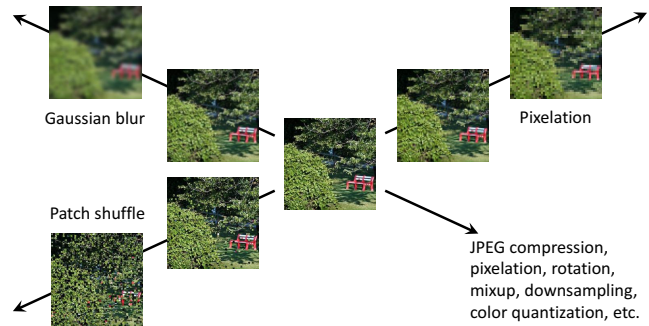 Gaussian blur
Pixelation
Patch shuffle
JPEG compression,
pixelation, rotation,
mixup, downsampling,
color quantization, etc.